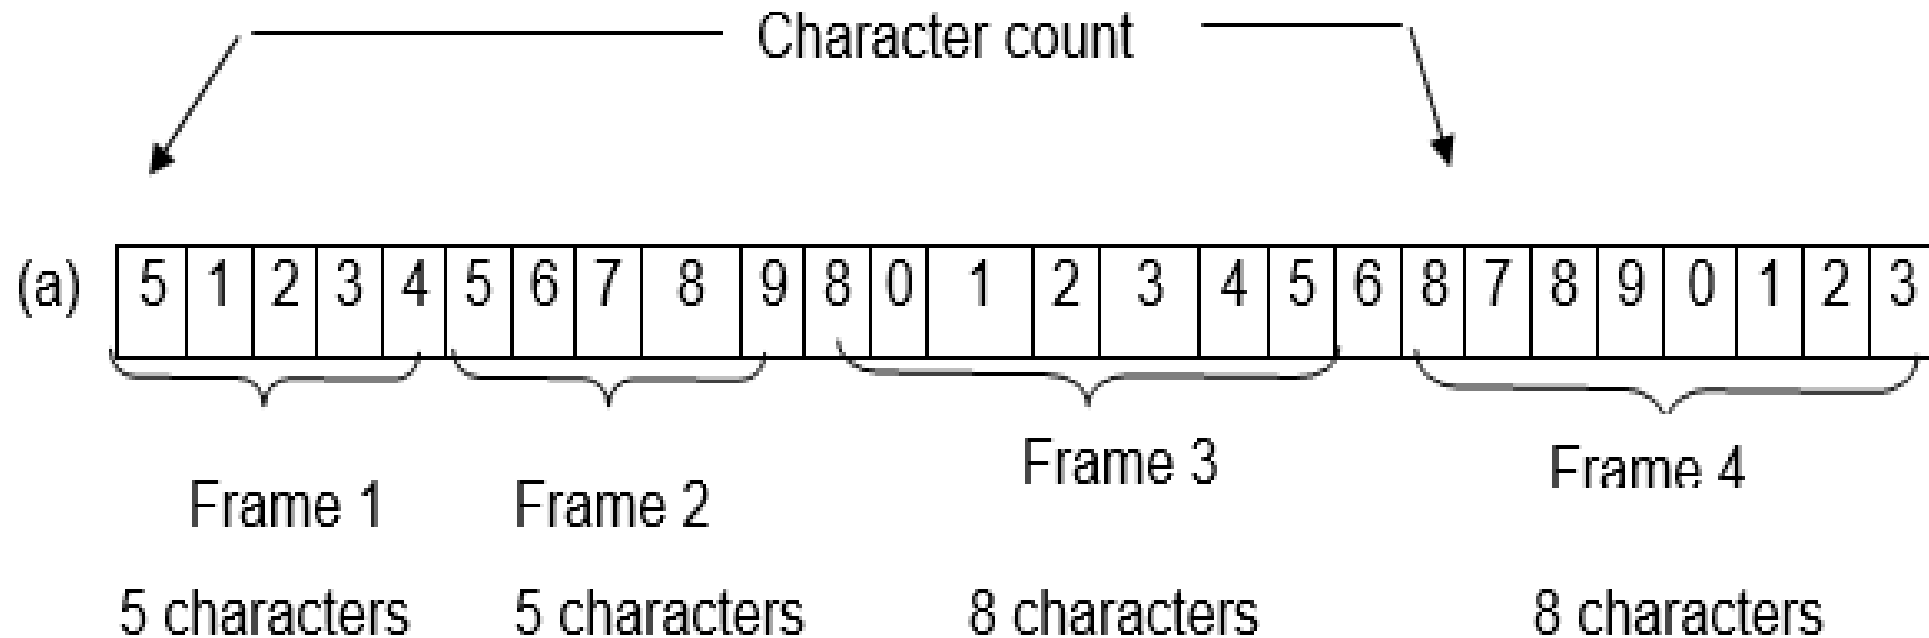 Character count
(a) 5 1 2 3 4 5 6 7 8 9 8 0 1 2 3 4 5 6 8 7 8 9 0 1 2 3
Frame 1 Frame 2 Frame 3 Frame 4
5 characters 5 characters 8 characters 8 characters